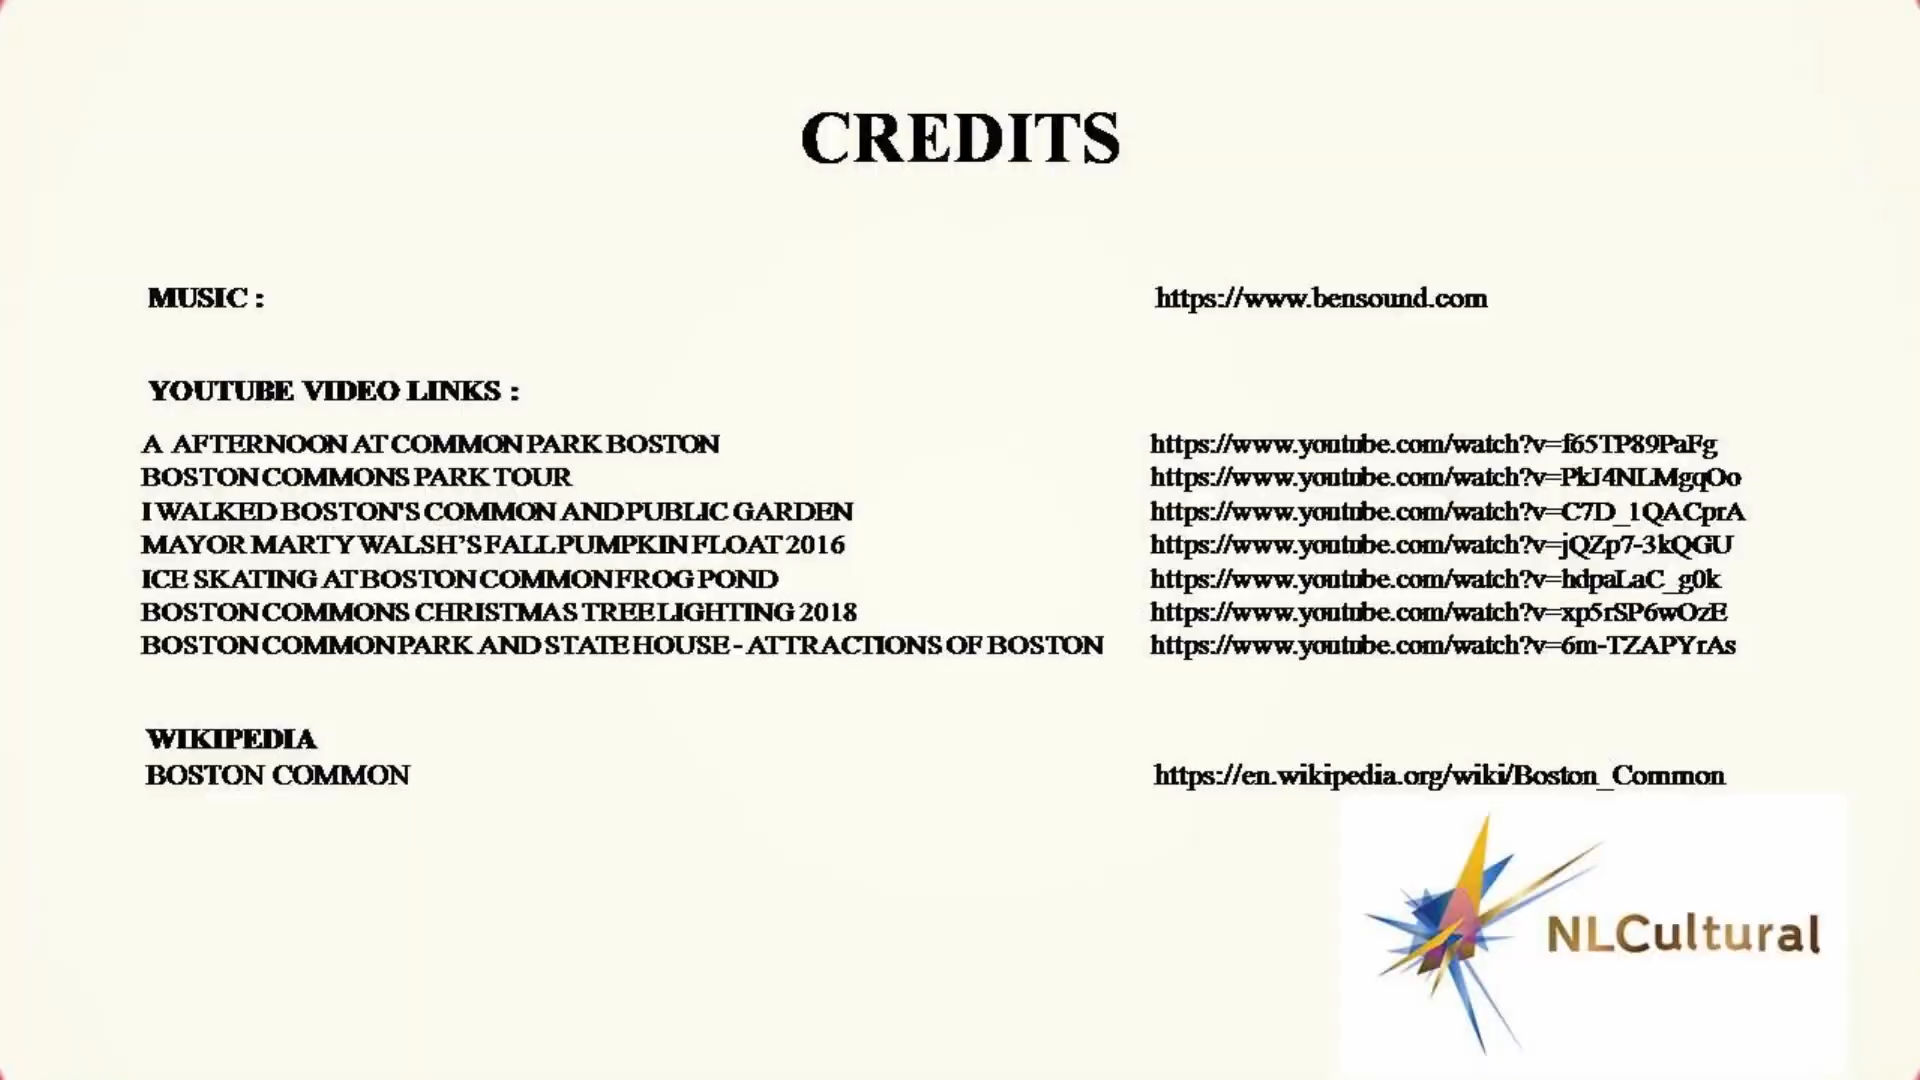 CREDITS
MUSIC : https://www.bensound.com
YOUTUBE VIDEO LINKS :
A AFTERNOON AT COMMON PARK BOSTON https://www.youtube.com/watch?v=f65TP89PaFg
BOSTON COMMONS PARK TOUR https://www.youtube.com/watch?v=PkJ4NLMgqOo
I WALKED BOSTON'S COMMON AND PUBLIC GARDEN https://www.youtube.com/watch?v=C7D_1QACprA
MAYOR MARTY WALSH’S FALL PUMPKIN FLOAT 2016 https://www.youtube.com/watch?v=jQZp7-3kQGU
ICE SKATING AT BOSTON COMMON FROG POND https://www.youtube.com/watch?v=hdpaLaC_g0k
BOSTON COMMONS CHRISTMAS TREE LIGHTING 2018 https://www.youtube.com/watch?v=xp5rSP6wOzE
BOSTON COMMON PARK AND STATE HOUSE - ATTRACTIONS OF BOSTON https://www.youtube.com/watch?v=6m-TZAPYrAs
WIKIPEDIA
BOSTON COMMON https://en.wikipedia.org/wiki/Boston_Common
NLCultural